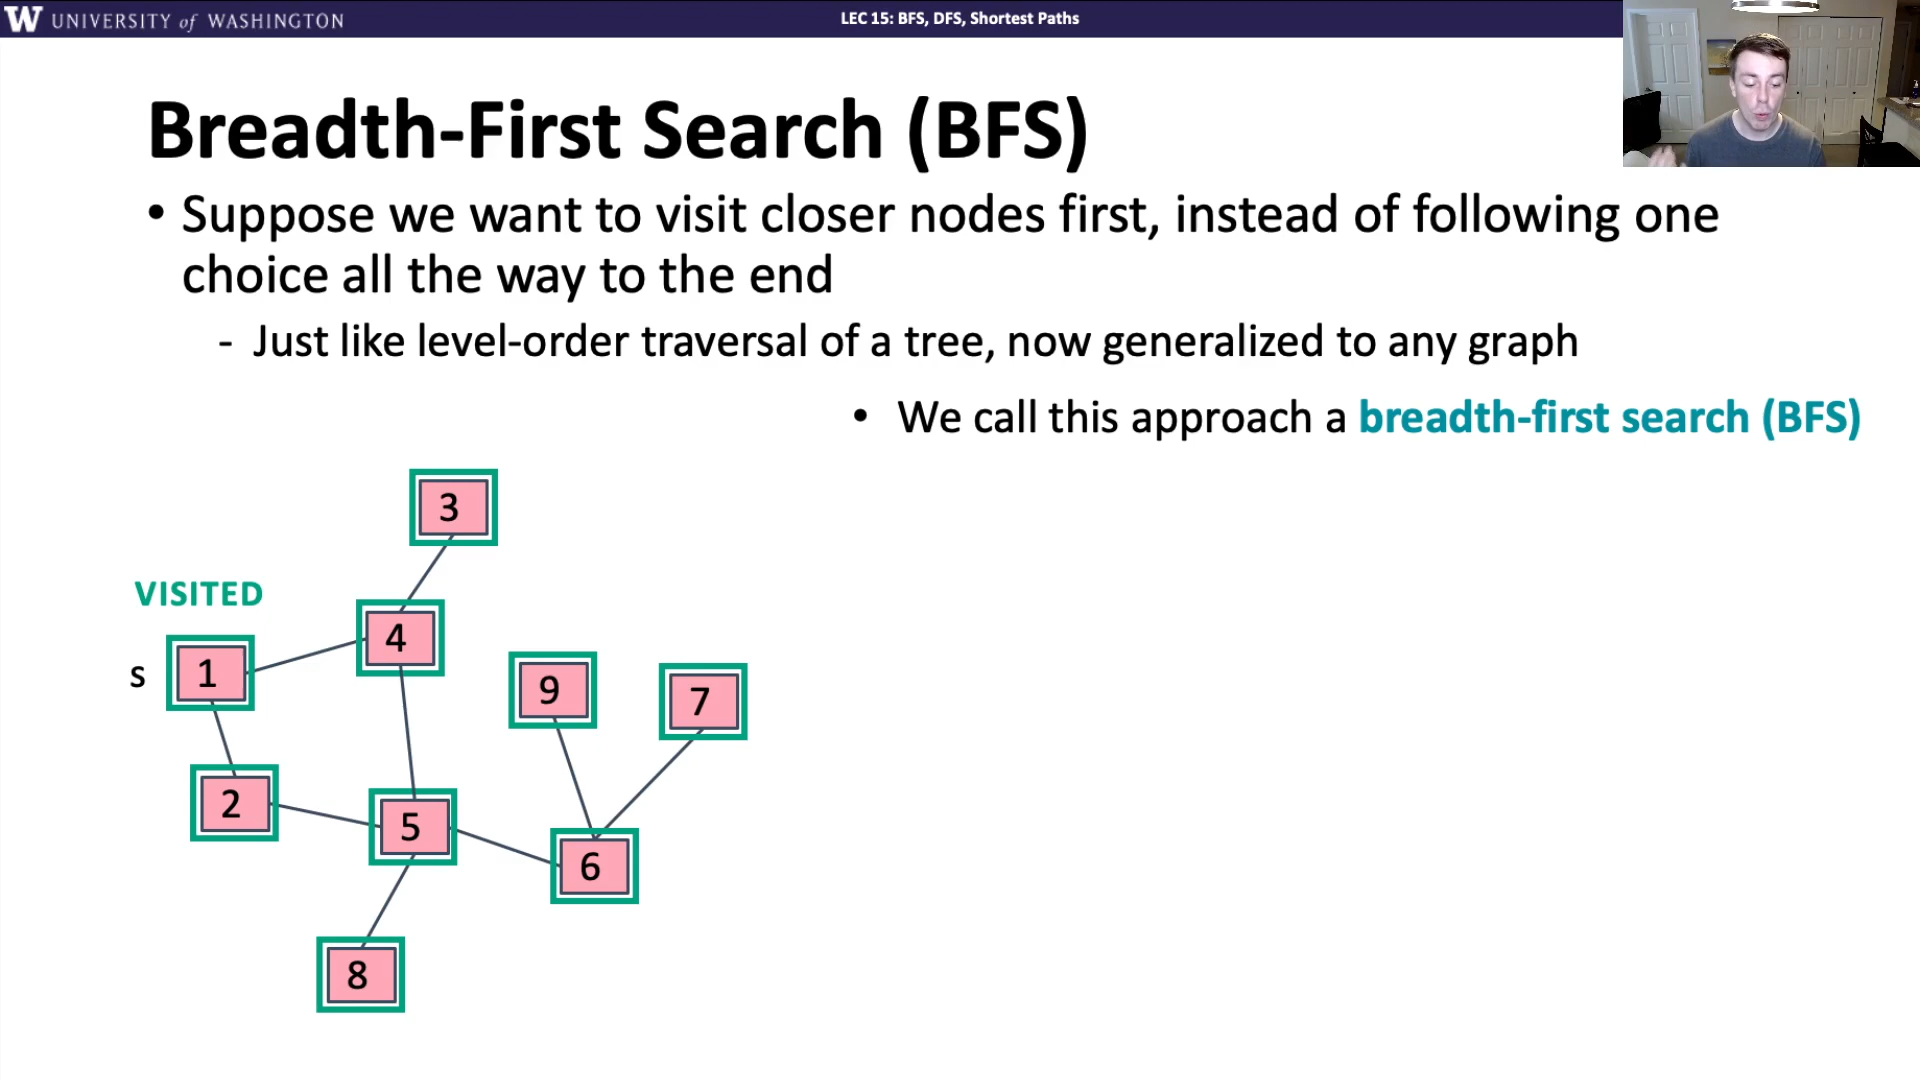 W UNIVERSITY of WASHINGTON
LEC 15: BFS, DFS, Shortest Paths
Breadth-First Search (BFS)
• Suppose we want to visit closer nodes first, instead of following one
choice all the way to the end
- Just like level-order traversal of a tree, now generalized to any graph
• We call this approach a breadth-first search (BFS)
3
VISITED
4
S 1
9
7
2
5
6
8